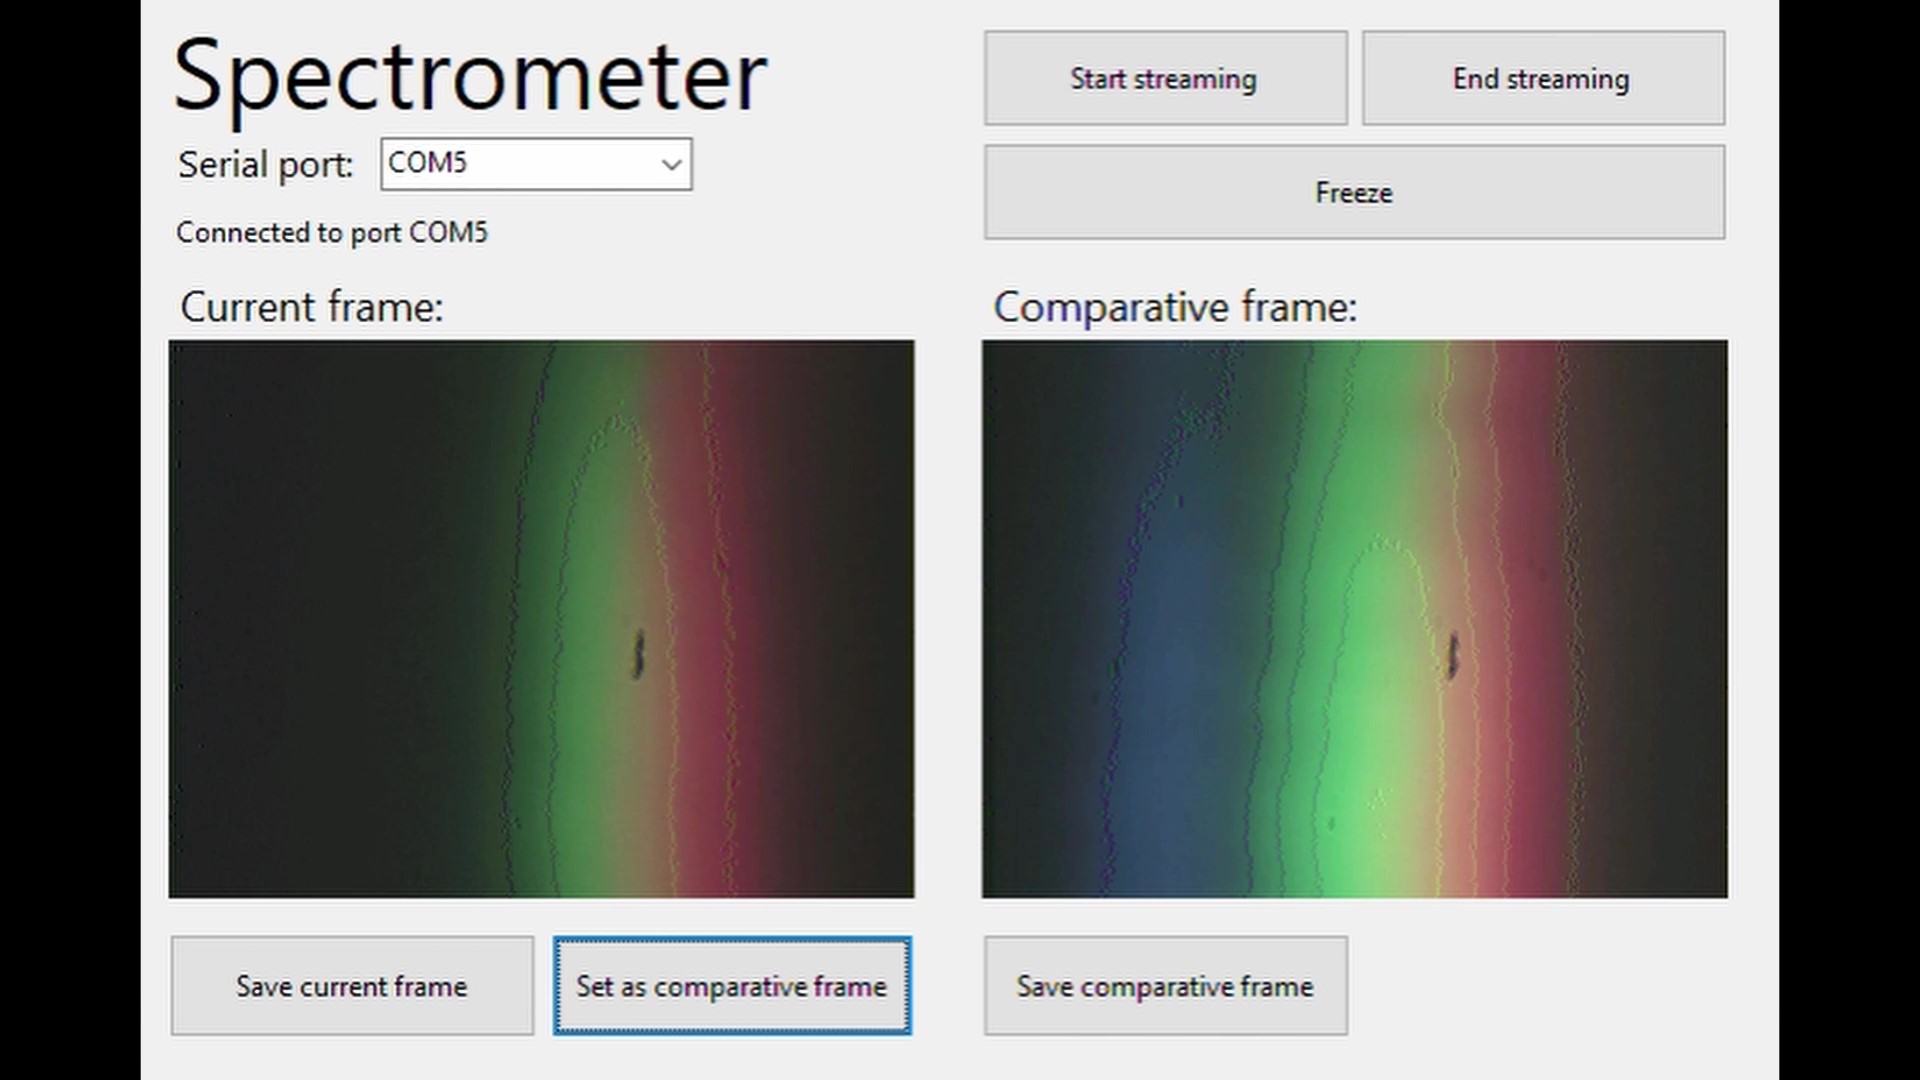 Spectrometer
Serial port: COM5
Connected to port COM5
Start streaming
End streaming
Freeze
Current frame:
Comparative frame:
Save current frame
Set as comparative frame
Save comparative frame